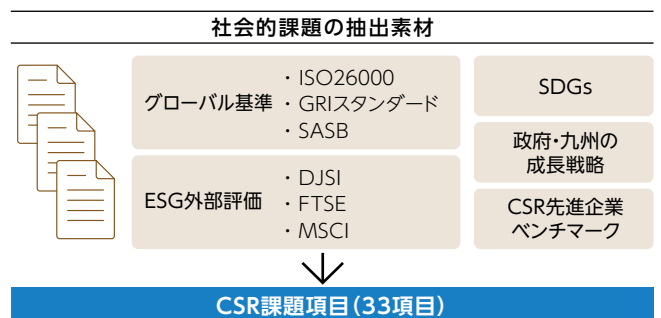 社会的課題の抽出素材
グローバル基準
・ISO26000
・GRIスタンダード
・SASB
ESG外部評価
・DJSI
・FTSE
・MSCI
SDGs
政府・九州の
成長戦略
CSR先進企業
ベンチマーク
CSR課題項目（33項目）